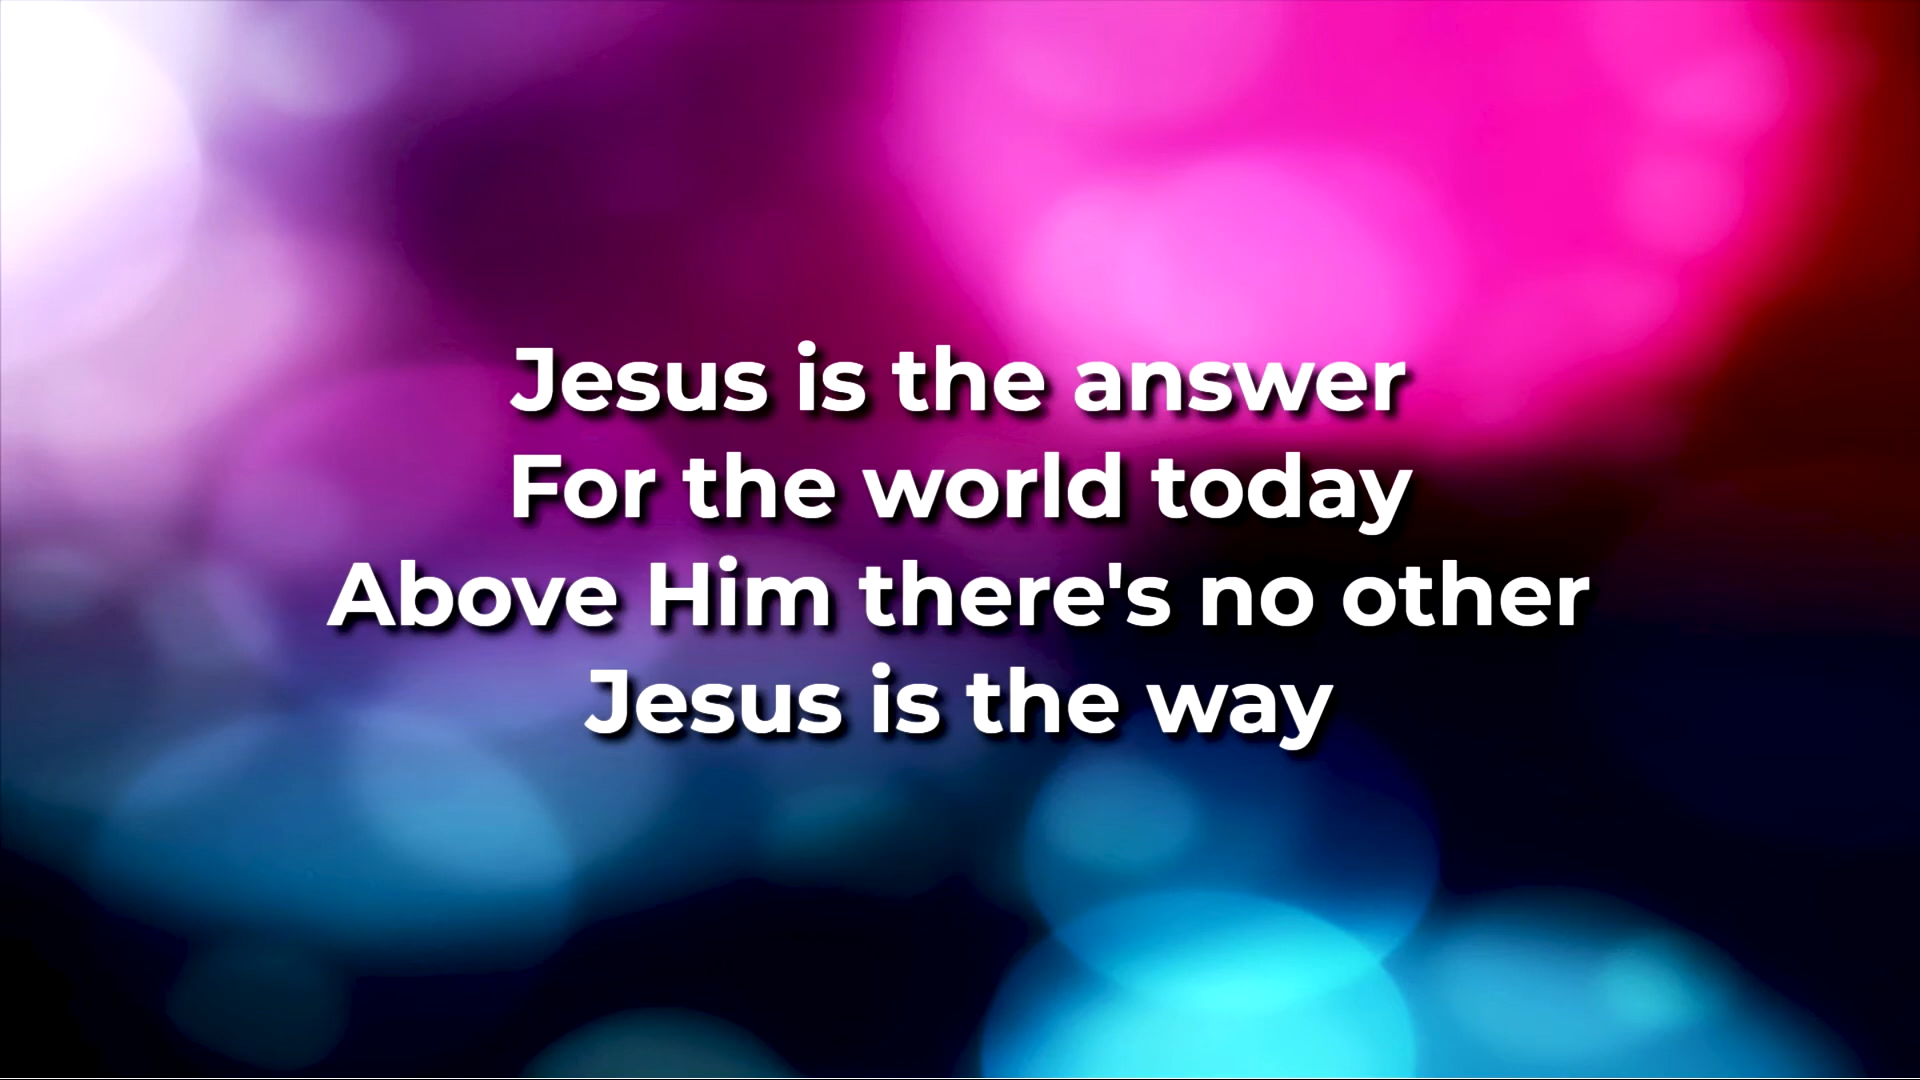 Jesus is the answer
For the world today
Above Him there's no other
Jesus is the way